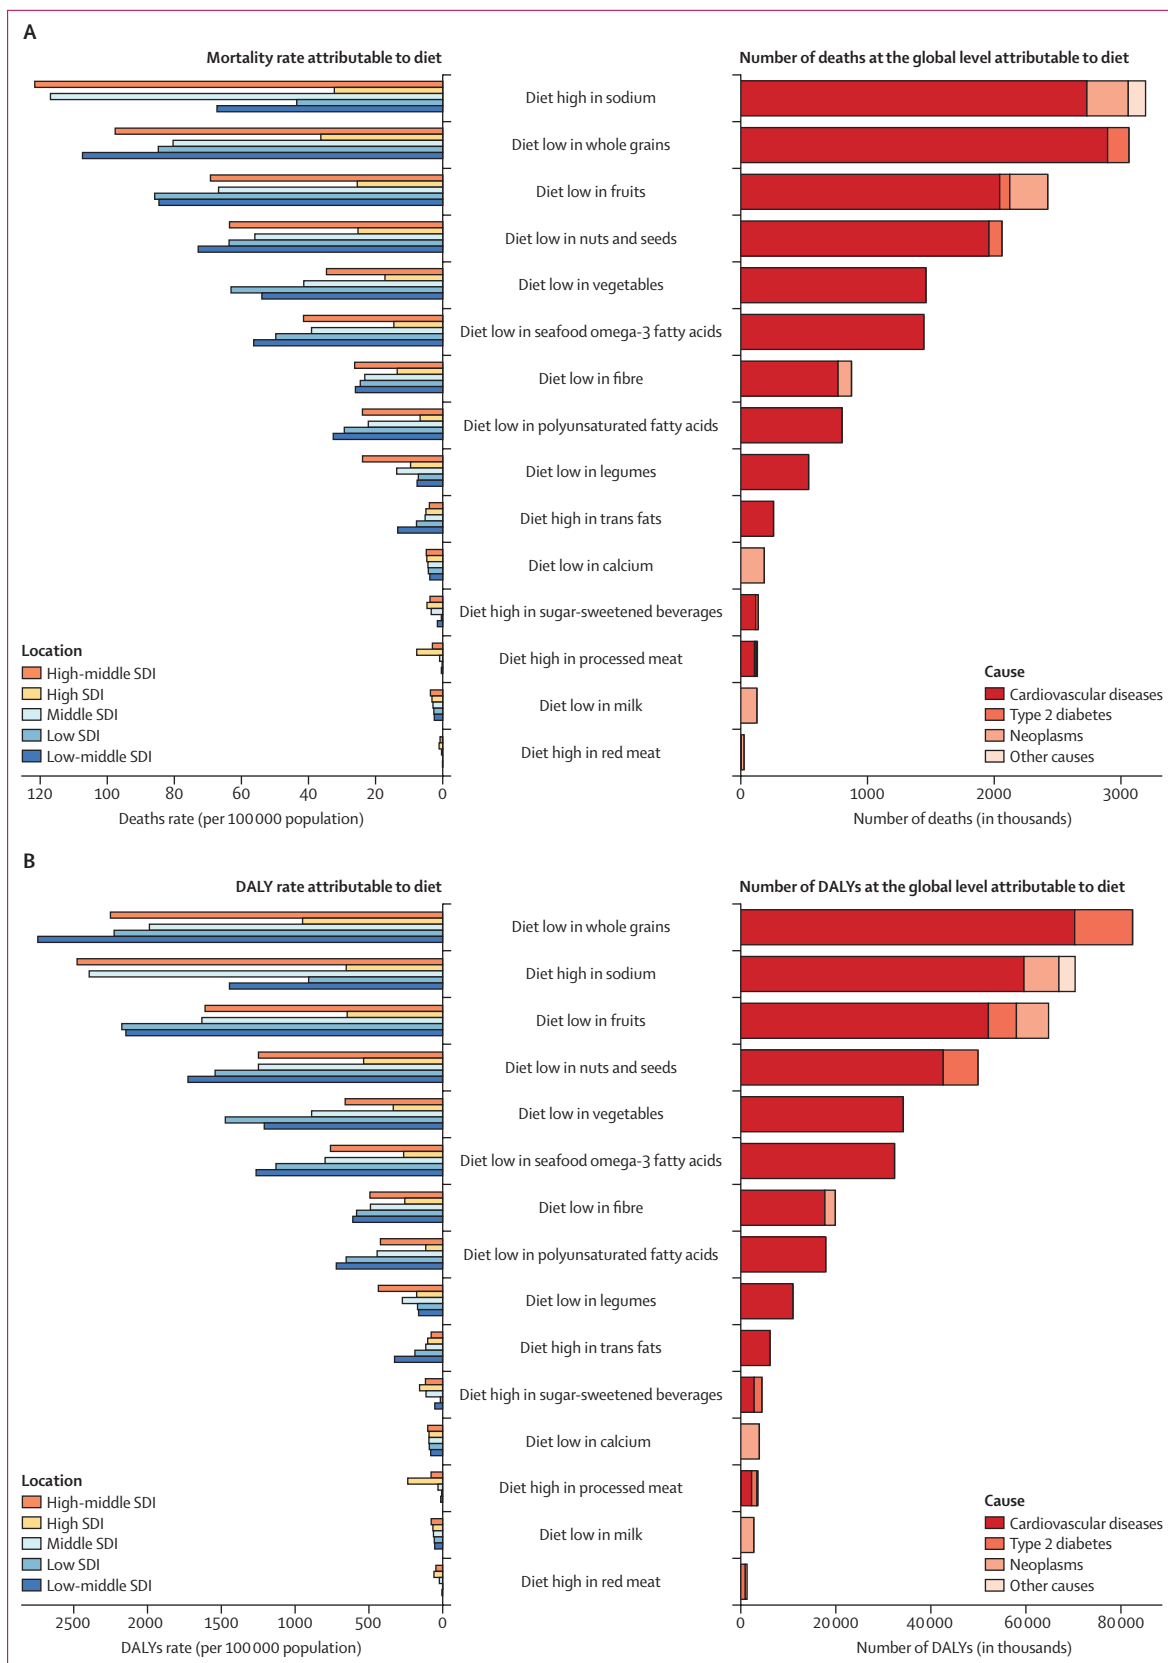 A
Mortality rate attributable to diet
Number of deaths at the global level attributable to diet
Diet high in sodium
Diet low in whole grains
Diet low in fruits
Diet low in nuts and seeds
Diet low in vegetables
Diet low in seafood omega-3 fatty acids
Diet low in fibre
Diet low in polyunsaturated fatty acids
Diet low in legumes
Diet high in trans fats
Diet low in calcium
Diet high in sugar-sweetened beverages
Diet high in processed meat
Diet low in milk
Diet high in red meat
Location
High-middle SDI
High SDI
Middle SDI
Low SDI
Low-middle SDI
Cause
Cardiovascular diseases
Type 2 diabetes
Neoplasms
Other causes
120 100 80 60 40 20 0
Deaths rate (per 100 000 population)
0 1000 2000 3000
Number of deaths (in thousands)
B
DALY rate attributable to diet
Number of DALYs at the global level attributable to diet
Diet low in whole grains
Diet high in sodium
Diet low in fruits
Diet low in nuts and seeds
Diet low in vegetables
Diet low in seafood omega-3 fatty acids
Diet low in fibre
Diet low in polyunsaturated fatty acids
Diet low in legumes
Diet high in trans fats
Diet high in sugar-sweetened beverages
Diet low in calcium
Diet high in processed meat
Diet low in milk
Diet high in red meat
Location
High-middle SDI
High SDI
Middle SDI
Low SDI
Low-middle SDI
Cause
Cardiovascular diseases
Type 2 diabetes
Neoplasms
Other causes
2500 2000 1500 1000 500 0
DALYs rate (per 100 000 population)
0 20 000 40 000 60 000 80 000
Number of DALYs (in thousands)